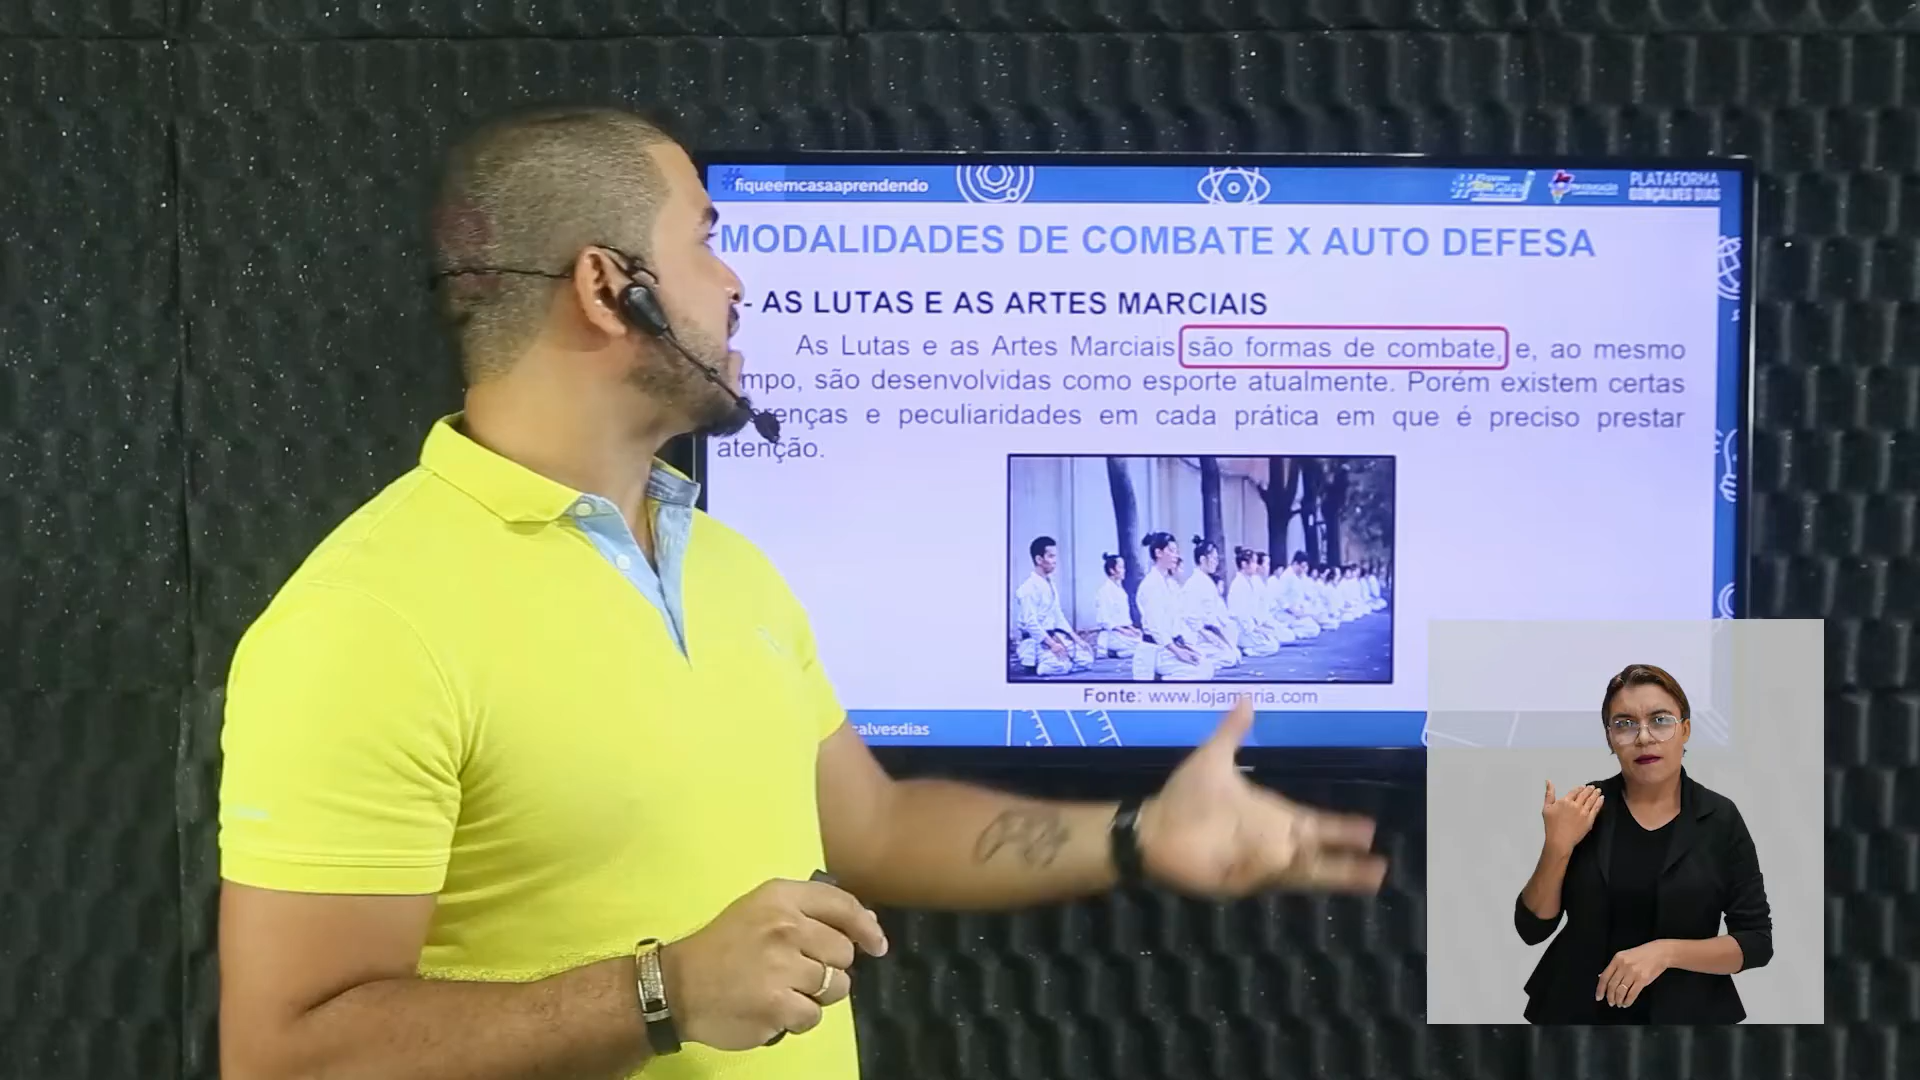 #fiqueemcasaaprendendo
PLATAFORMA
GONÇALVES DIAS
MODALIDADES DE COMBATE X AUTO DEFESA
- AS LUTAS E AS ARTES MARCIAIS
As Lutas e as Artes Marciais são formas de combate, e, ao mesmo
mpo, são desenvolvidas como esporte atualmente. Porém existem certas
renças e peculiaridades em cada prática em que é preciso prestar
atenção.
Fonte: www.lojamaria.com
calvesdias